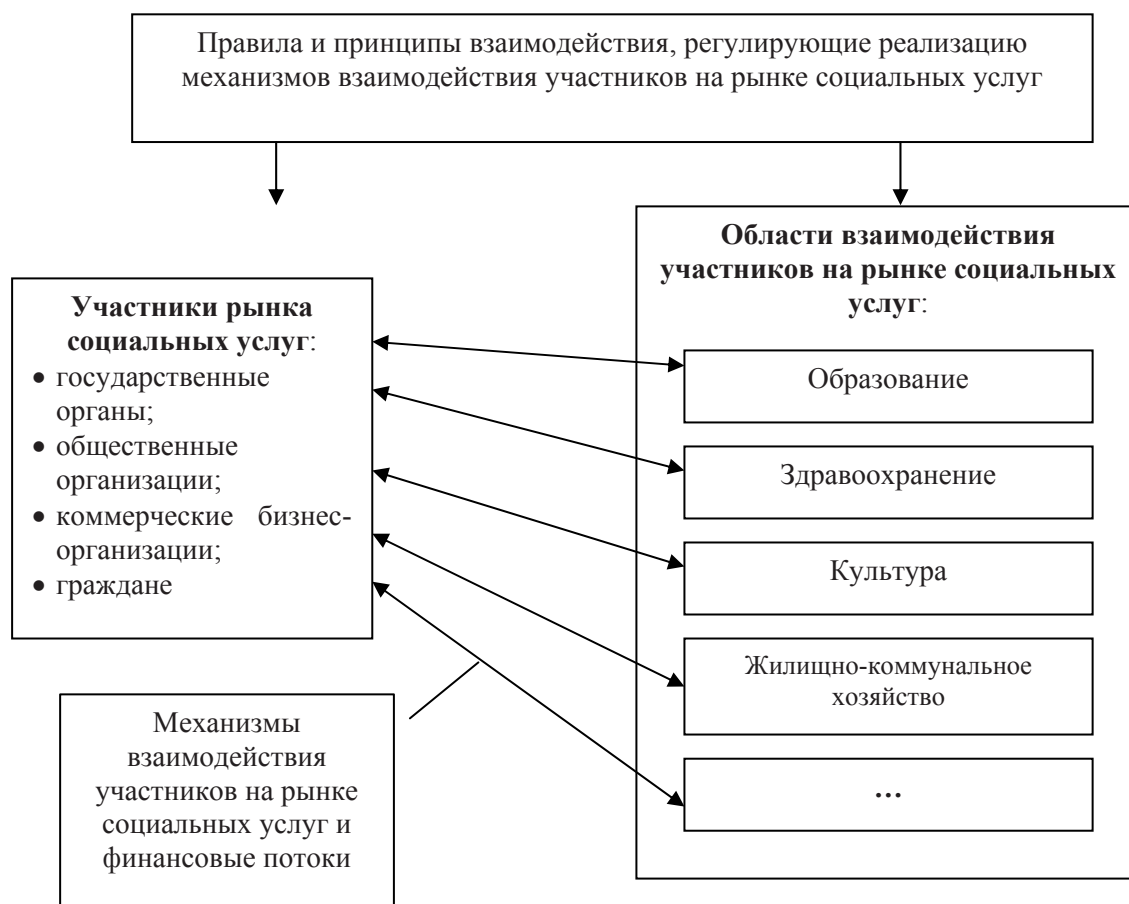 Правила и принципы взаимодействия, регулирующие реализацию
механизмов взаимодействия участников на рынке социальных услуг
Участники рынка
социальных услуг:
• государственные
органы;
• общественные
организации;
• коммерческие бизнес-
организации;
• граждане
Области взаимодействия
участников на рынке социальных
услуг:
Образование
Здравоохранение
Культура
Жилищно-коммунальное
хозяйство
...
Механизмы
взаимодействия
участников на рынке
социальных услуг и
финансовые потоки